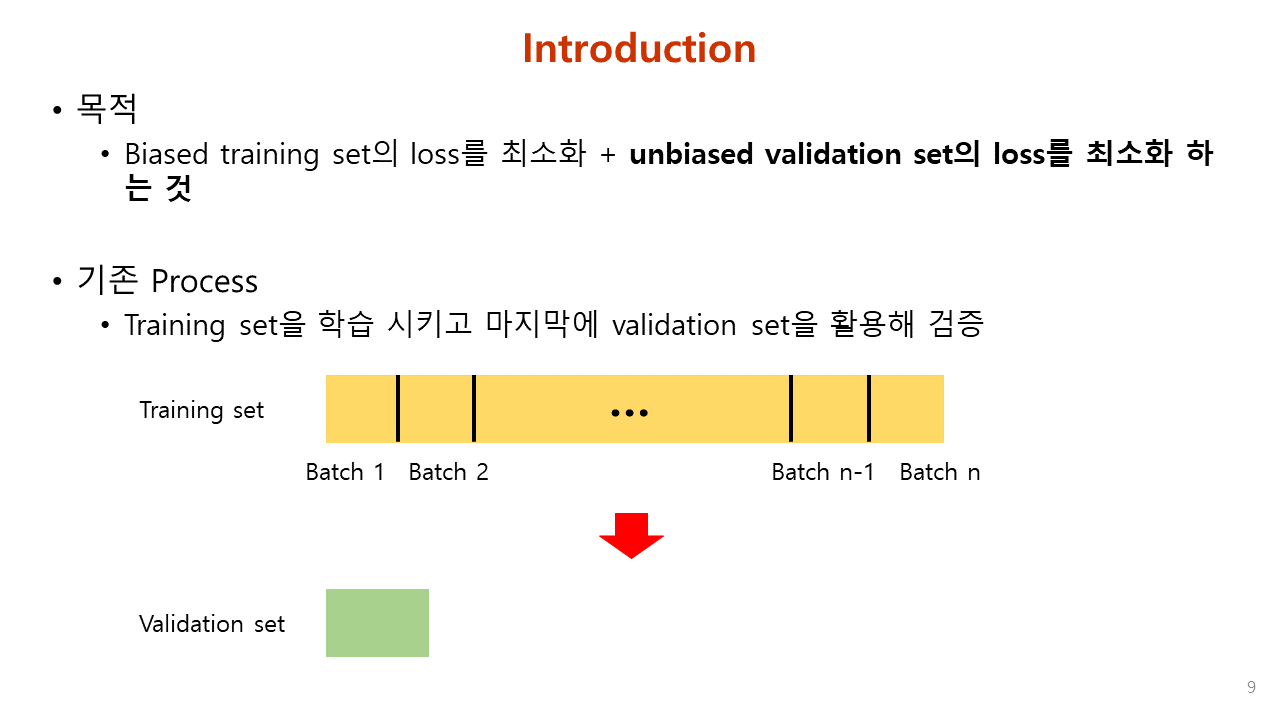 Introduction
• 목적
• Biased training set의 loss를 최소화 + unbiased validation set의 loss를 최소화 하
는 것
• 기존 Process
• Training set을 학습 시키고 마지막에 validation set을 활용해 검증
Training set
...
Batch 1 Batch 2 Batch n-1 Batch n
Validation set
9